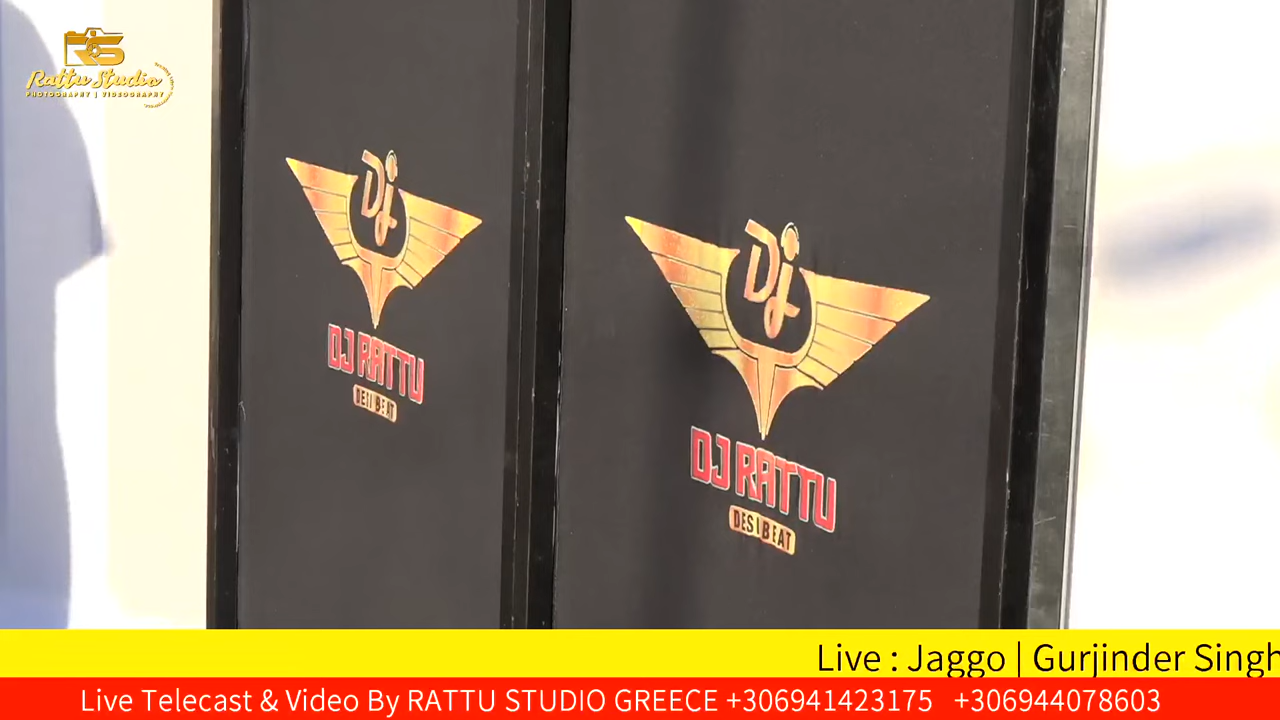 RS
Rattu Studio
PHOTOGRAPHY | VIDEOGRAPHY
Dj
DJ RATTU
DESI BEAT
Dj
DJ RATTU
DESI BEAT
Live : Jaggo | Gurjinder Singh
Live Telecast & Video By RATTU STUDIO GREECE +306941423175 +306944078603